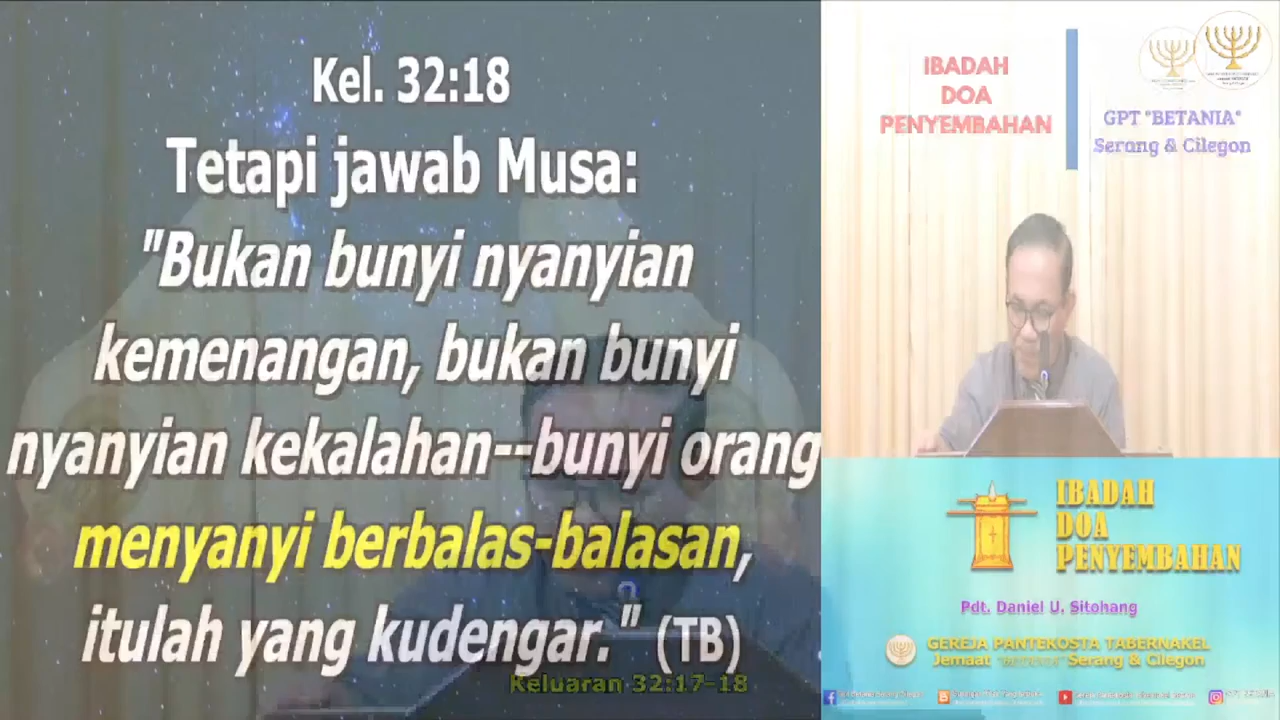 Kel. 32:18
Tetapi jawab Musa:
"Bukan bunyi nyanyian
kemenangan, bukan bunyi
nyanyian kekalahan--bunyi orang
menyanyi berbalas-balasan,
itulah yang kudengar." (TB)
Keluaran 32:17-18
IBADAH
DOA
PENYEMBAHAN
GPT "BETANIA"
Serang & Cilegon
IBADAH
DOA
PENYEMBAHAN
Pdt. Daniel U. Sitohang
GEREJA PANTEKOSTA TABERNAKEL
Jemaat "BETANIA" Serang & Cilegon